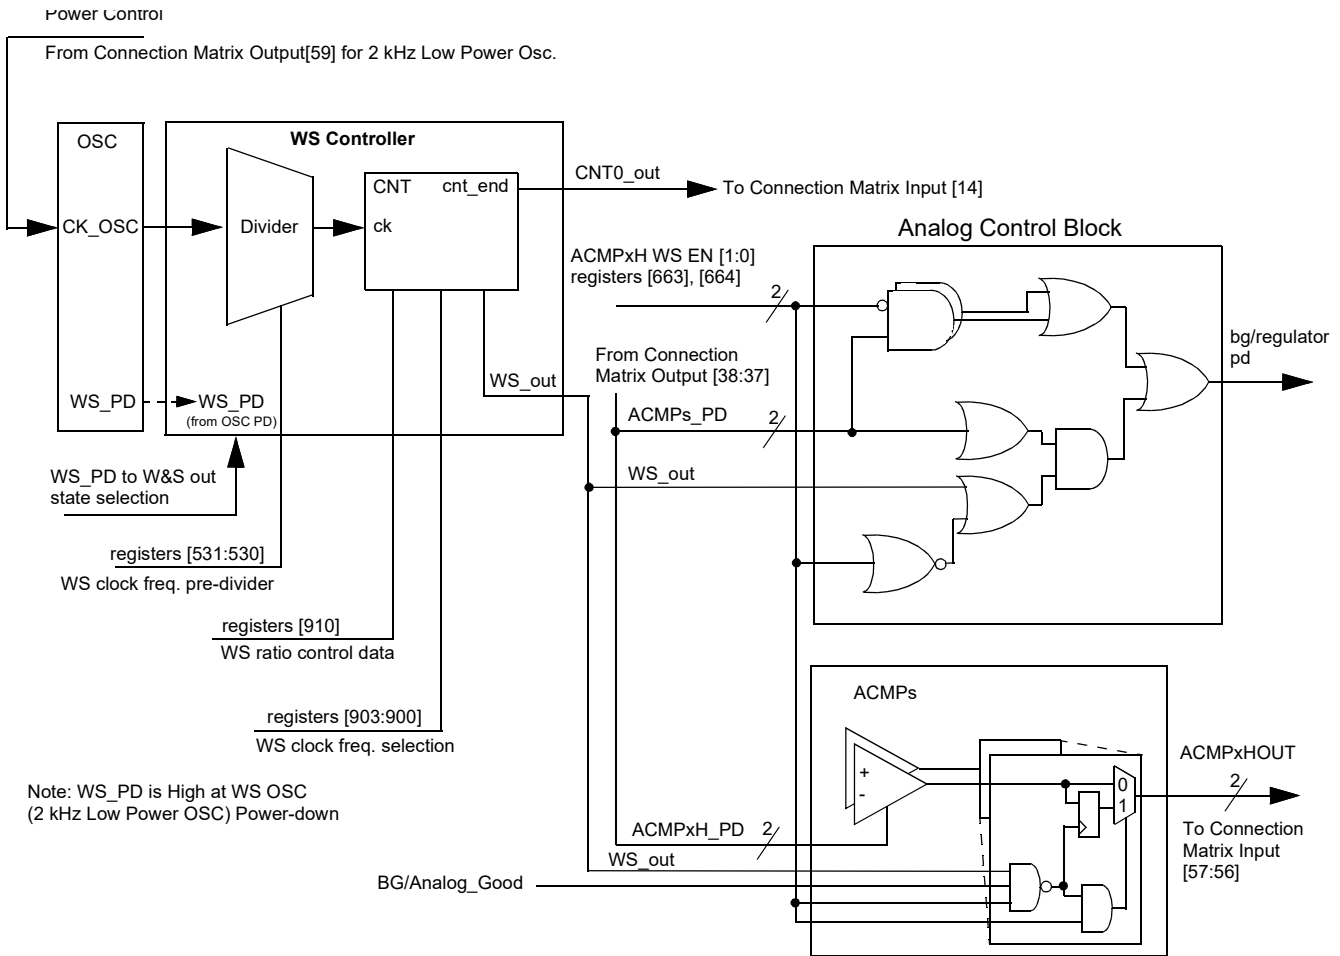 Power Control
From Connection Matrix Output[59] for 2 kHz Low Power Osc.
OSC
WS Controller
CNT
cnt_end
CNT0_out
To Connection Matrix Input [14]
CK_OSC
Divider
ck
Analog Control Block
ACMPxH WS EN [1:0]
registers [663], [664]
2
bg/regulator
pd
From Connection
Matrix Output [38:37]
WS_out
WS_PD
WS_PD
(from OSC PD)
ACMPs_PD
2
WS_PD to W&S out
state selection
WS_out
registers [531:530]
WS clock freq. pre-divider
registers [910]
WS ratio control data
registers [903:900]
WS clock freq. selection
ACMPs
ACMPxHOUT
+
-
0
1
2
Note: WS_PD is High at WS OSC
(2 kHz Low Power OSC) Power-down
To Connection
Matrix Input
[57:56]
ACMPxH_PD
2
WS_out
BG/Analog_Good